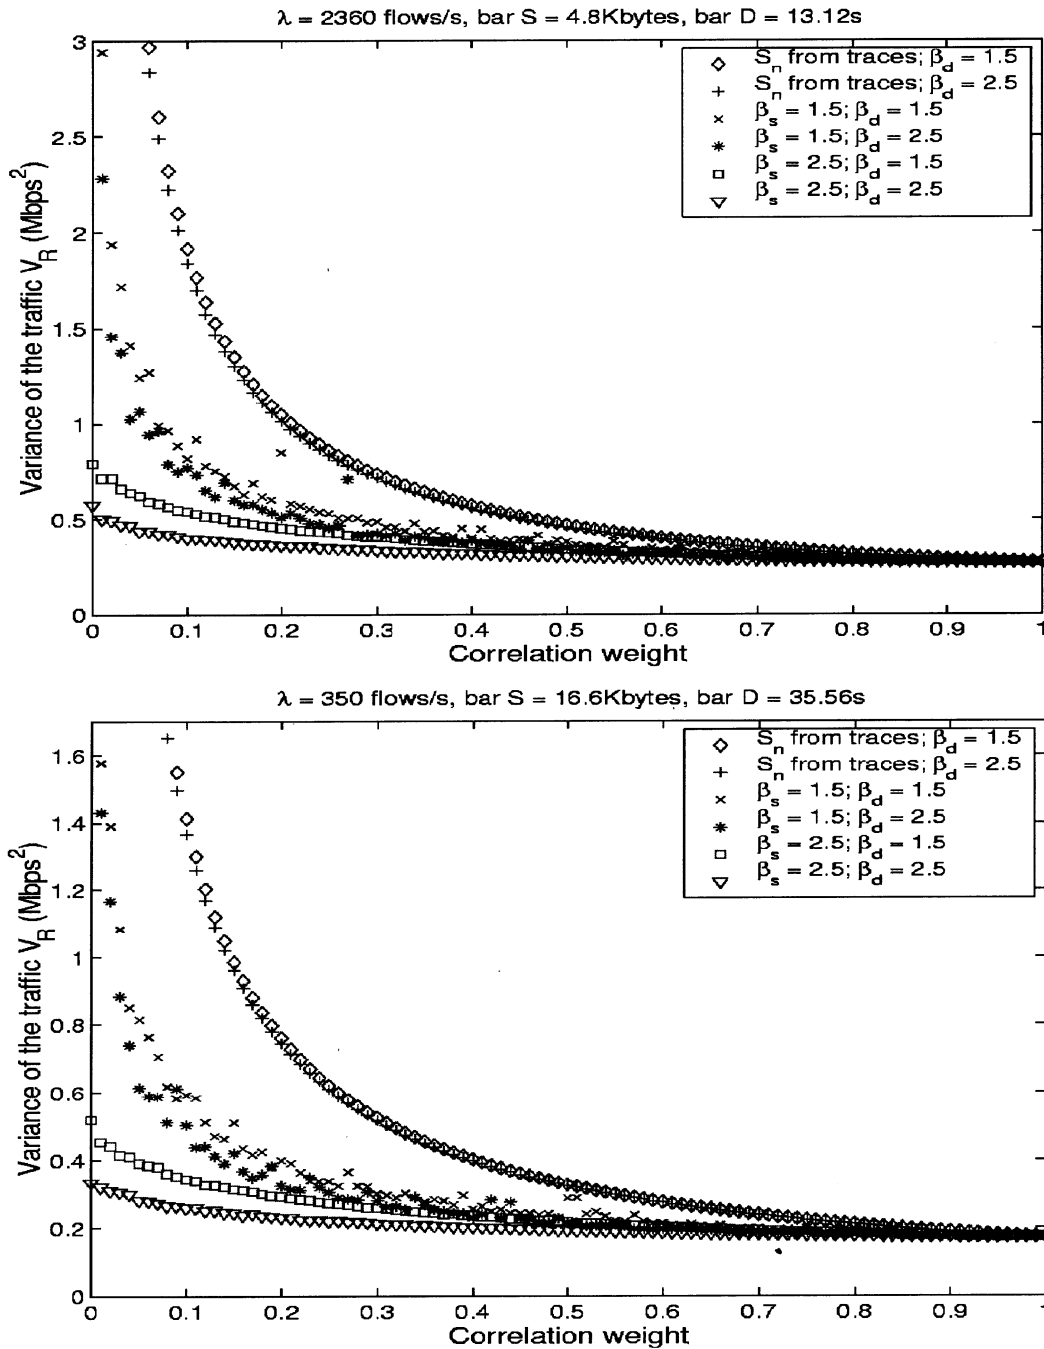 λ = 2360 flows/s, bar S = 4.8Kbytes, bar D = 13.12s
3
2.5
2
1.5
1
0.5
0
Variance of the traffic V_R (Mbps²)
S_n from traces; β_d = 1.5
S_n from traces; β_d = 2.5
β_s = 1.5; β_d = 1.5
β_s = 1.5; β_d = 2.5
β_s = 2.5; β_d = 1.5
β_s = 2.5; β_d = 2.5
0 0.1 0.2 0.3 0.4 0.5 0.6 0.7 0.8 0.9 1
Correlation weight
λ = 350 flows/s, bar S = 16.6Kbytes, bar D = 35.56s
1.6
1.4
1.2
1
0.8
0.6
0.4
0.2
0
Variance of the traffic V_R (Mbps²)
S_n from traces; β_d = 1.5
S_n from traces; β_d = 2.5
β_s = 1.5; β_d = 1.5
β_s = 1.5; β_d = 2.5
β_s = 2.5; β_d = 1.5
β_s = 2.5; β_d = 2.5
0 0.1 0.2 0.3 0.4 0.5 0.6 0.7 0.8 0.9 1
Correlation weight